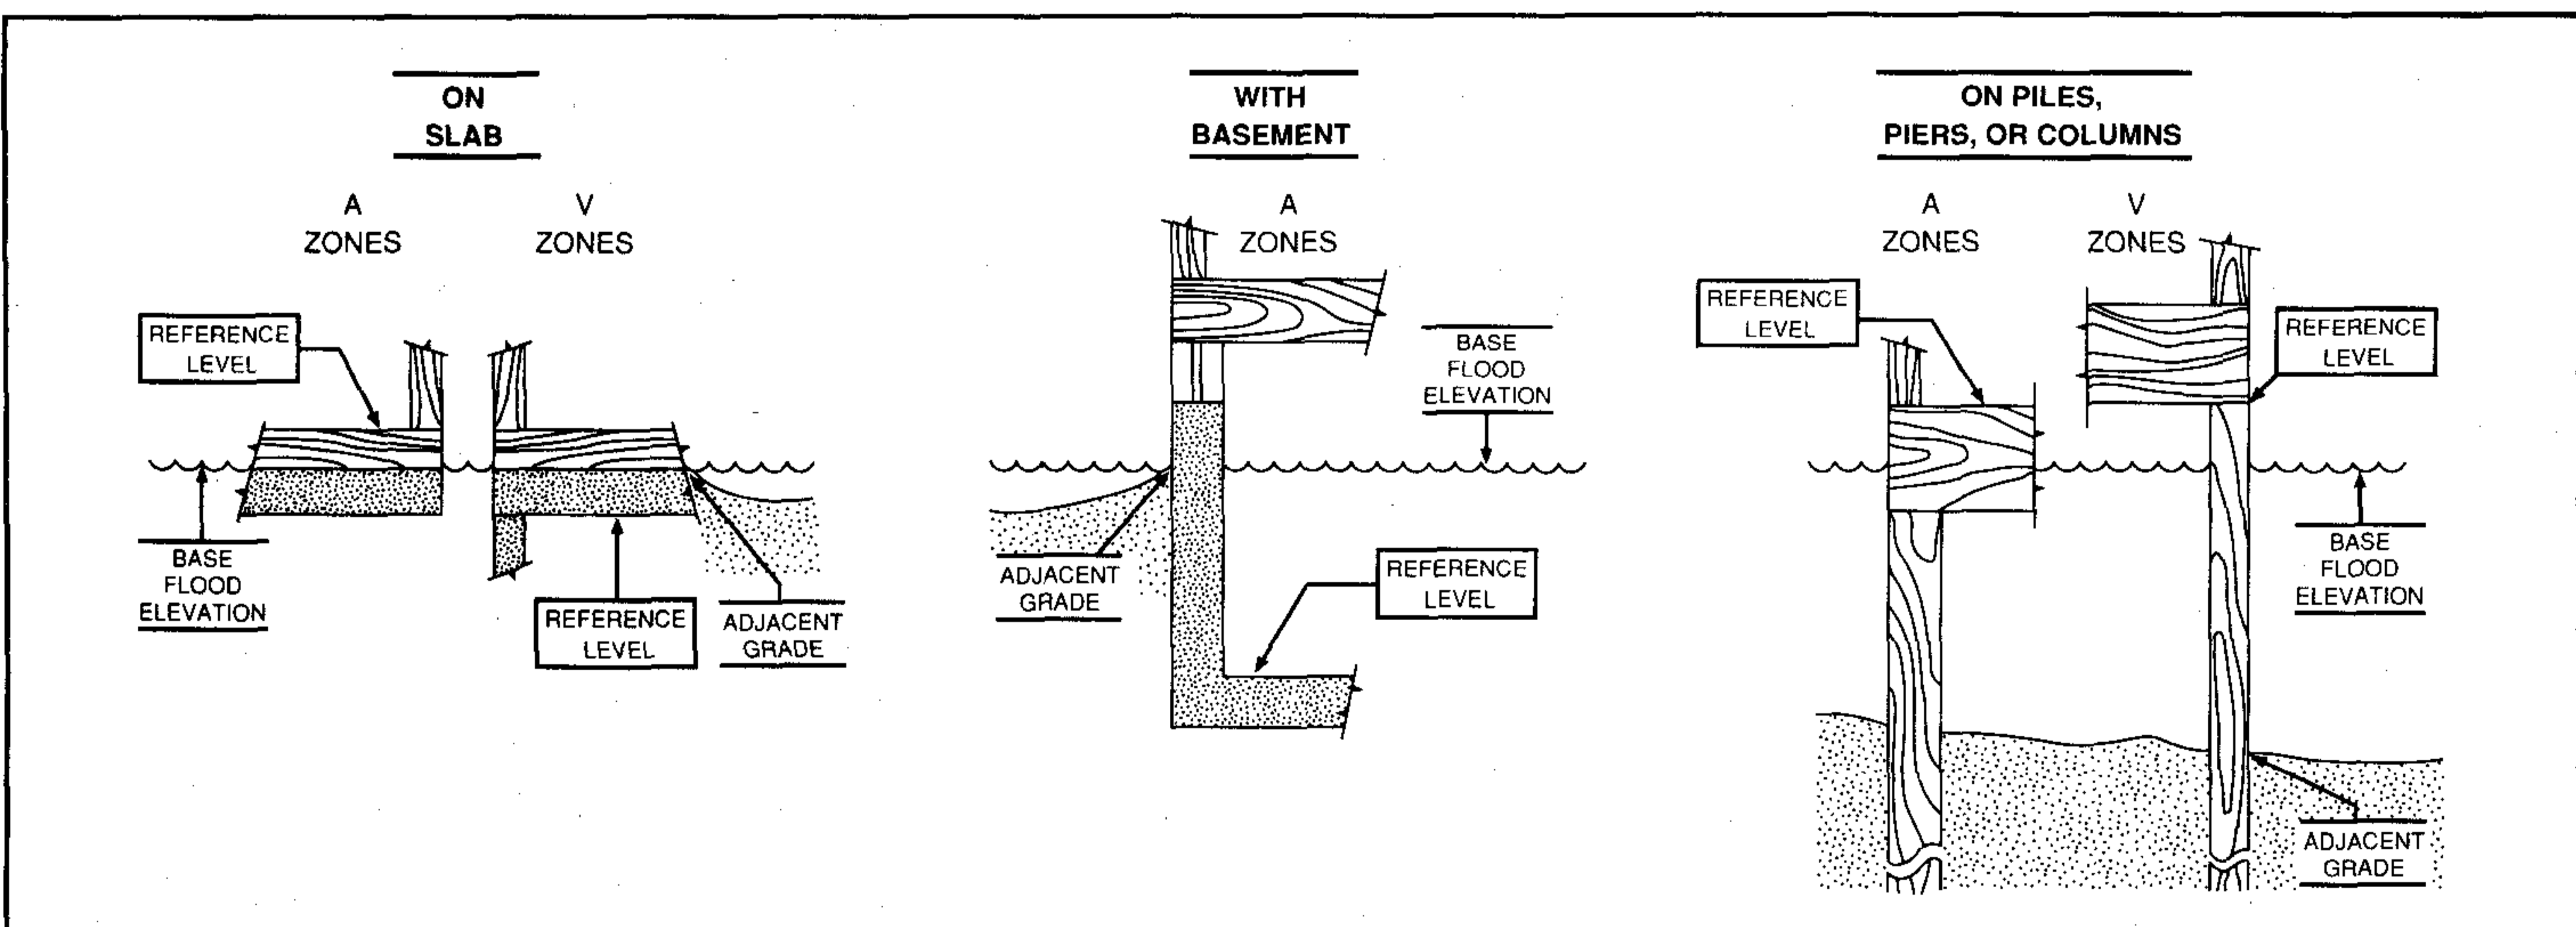 ON
SLAB
A
ZONES
V
ZONES
REFERENCE
LEVEL
BASE
FLOOD
ELEVATION
REFERENCE
LEVEL
ADJACENT
GRADE
WITH
BASEMENT
A
ZONES
BASE
FLOOD
ELEVATION
ADJACENT
GRADE
REFERENCE
LEVEL
ON PILES,
PIERS, OR COLUMNS
A
ZONES
V
ZONES
REFERENCE
LEVEL
REFERENCE
LEVEL
BASE
FLOOD
ELEVATION
ADJACENT
GRADE